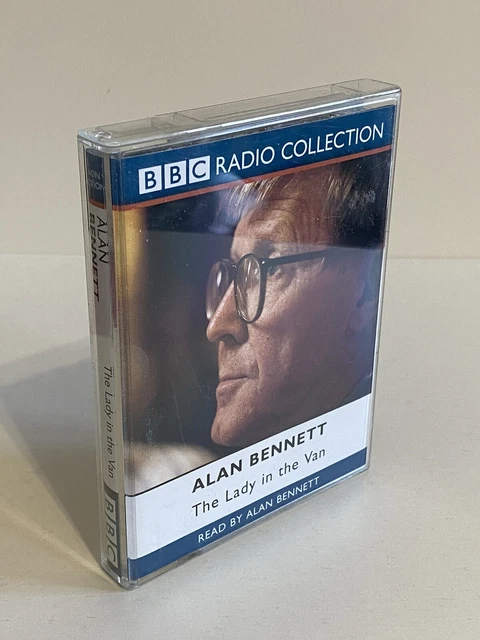 BBC RADIO COLLECTION
ALAN BENNETT
The Lady in the Van
READ BY ALAN BENNETT
ALAN
BENNETT
The Lady in the Van
BBC